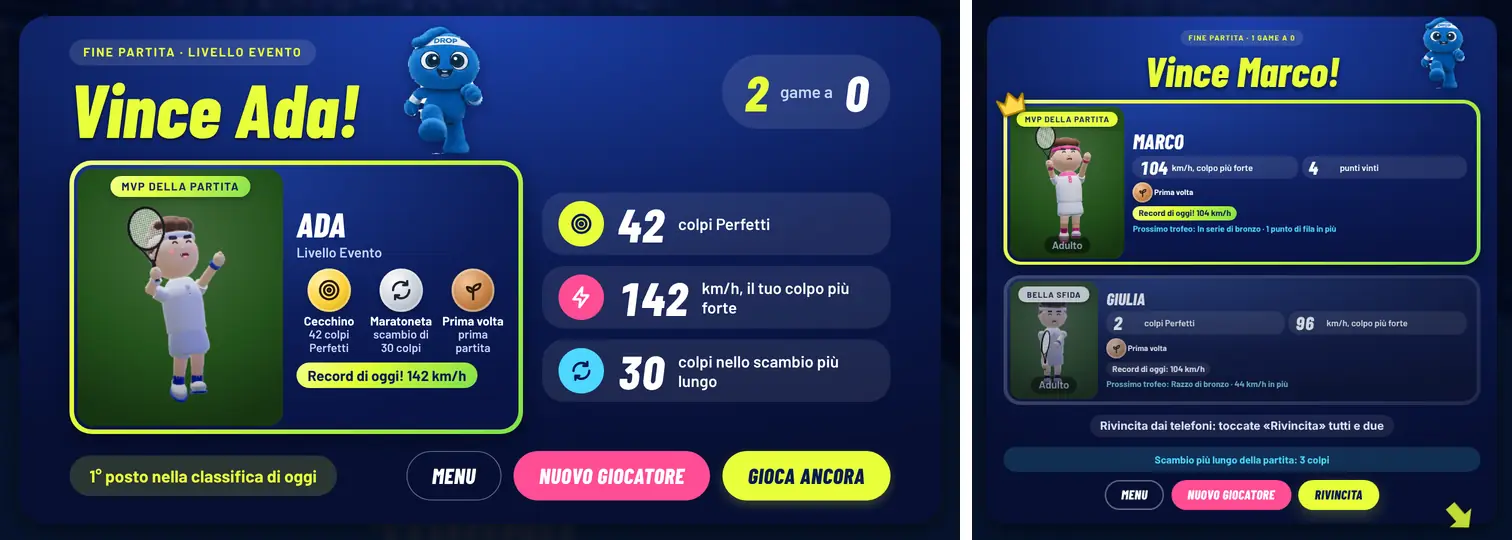 FINE PARTITA · LIVELLO EVENTO
DROP
Vince Ada!
2 game a 0
MVP DELLA PARTITA
ADA
Livello Evento
Cecchino
42 colpi
Perfetti
Maratoneta
scambio di
30 colpi
Prima volta
prima
partita
Record di oggi! 142 km/h
42 colpi Perfetti
142 km/h, il tuo colpo più
forte
30 colpi nello scambio più
lungo
1° posto nella classifica di oggi
MENU
NUOVO GIOCATORE
GIOCA ANCORA
FINE PARTITA · 1 GAME A 0
DROP
Vince Marco!
MVP DELLA PARTITA
Adulto
MARCO
104 km/h, colpo più forte
4 punti vinti
Prima volta
Record di oggi! 104 km/h
Prossimo trofeo: In serie di bronzo · 1 punto di fila in più
BELLA SFIDA
Adulto
GIULIA
2 colpi Perfetti
96 km/h, colpo più forte
Prima volta
Record di oggi: 104 km/h
Prossimo trofeo: Razzo di bronzo · 44 km/h in più
Rivincita dai telefoni: toccate «Rivincita» tutti e due
Scambio più lungo della partita: 3 colpi
MENU
NUOVO GIOCATORE
RIVINCITA